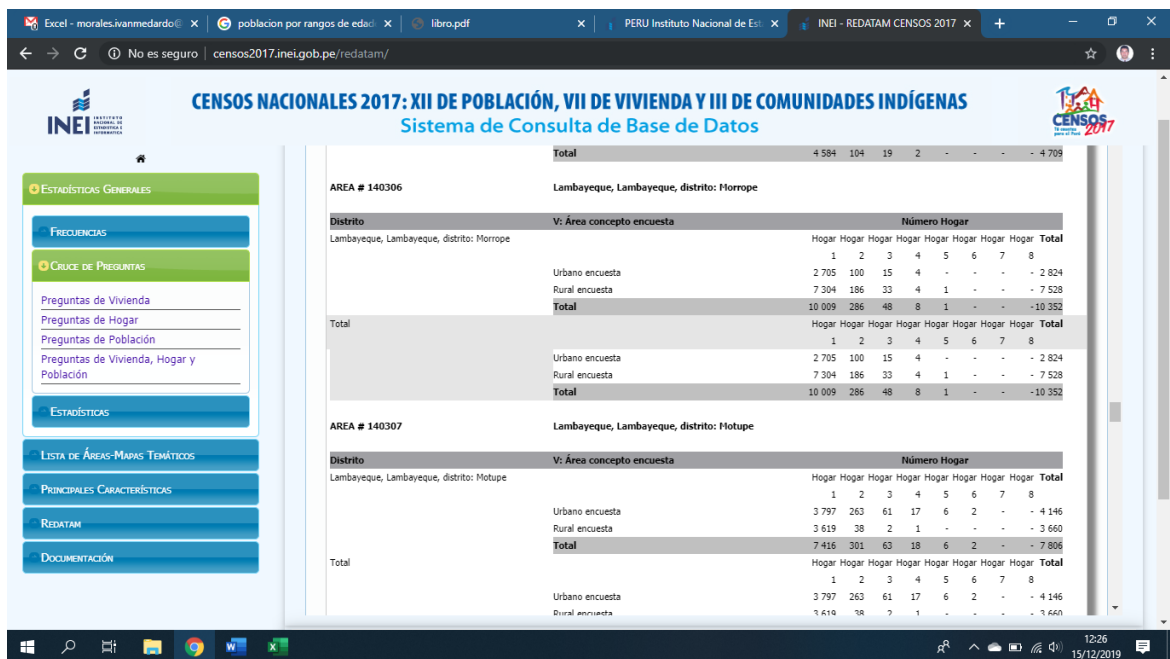 Excel - morales.ivanmedardo@ poblacion por rangos de edad libro.pdf PERU Instituto Nacional de Est INEI - REDATAM CENSOS 2017
No es seguro censos2017.inei.gob.pe/redatam/
INEI INSTITUTO NACIONAL DE ESTADÍSTICA E INFORMÁTICA
CENSOS NACIONALES 2017: XII DE POBLACIÓN, VII DE VIVIENDA Y III DE COMUNIDADES INDÍGENAS
Sistema de Consulta de Base de Datos
CENSOS 2017
ESTADÍSTICAS GENERALES
FRECUENCIAS
CRUCE DE PREGUNTAS
Preguntas de Vivienda
Preguntas de Hogar
Preguntas de Población
Preguntas de Vivienda, Hogar y
Población
ESTADÍSTICAS
LISTA DE ÁREAS-MAPAS TEMÁTICOS
PRINCIPALES CARACTERÍSTICAS
REDATAM
DOCUMENTACIÓN
Total 4 584 104 19 2 - - - - 4 709
AREA # 140306 Lambayeque, Lambayeque, distrito: Morrope
Distrito V: Área concepto encuesta Número Hogar
Lambayeque, Lambayeque, distrito: Morrope Hogar Hogar Hogar Hogar Hogar Hogar Hogar Hogar Total
1 2 3 4 5 6 7 8
Urbano encuesta 2 705 100 15 4 - - - - 2 824
Rural encuesta 7 304 186 33 4 1 - - - 7 528
Total 10 009 286 48 8 1 - - - 10 352
Total Hogar Hogar Hogar Hogar Hogar Hogar Hogar Hogar Total
1 2 3 4 5 6 7 8
Urbano encuesta 2 705 100 15 4 - - - - 2 824
Rural encuesta 7 304 186 33 4 1 - - - 7 528
Total 10 009 286 48 8 1 - - - 10 352
AREA # 140307 Lambayeque, Lambayeque, distrito: Motupe
Distrito V: Área concepto encuesta Número Hogar
Lambayeque, Lambayeque, distrito: Motupe Hogar Hogar Hogar Hogar Hogar Hogar Hogar Hogar Total
1 2 3 4 5 6 7 8
Urbano encuesta 3 797 263 61 17 6 2 - - 4 146
Rural encuesta 3 619 38 2 1 - - - - 3 660
Total 7 416 301 63 18 6 2 - - 7 806
Total Hogar Hogar Hogar Hogar Hogar Hogar Hogar Hogar Total
1 2 3 4 5 6 7 8
Urbano encuesta 3 797 263 61 17 6 2 - - 4 146
Rural encuesta 3 619 38 2 1 - - - - 3 660
12:26
15/12/2019